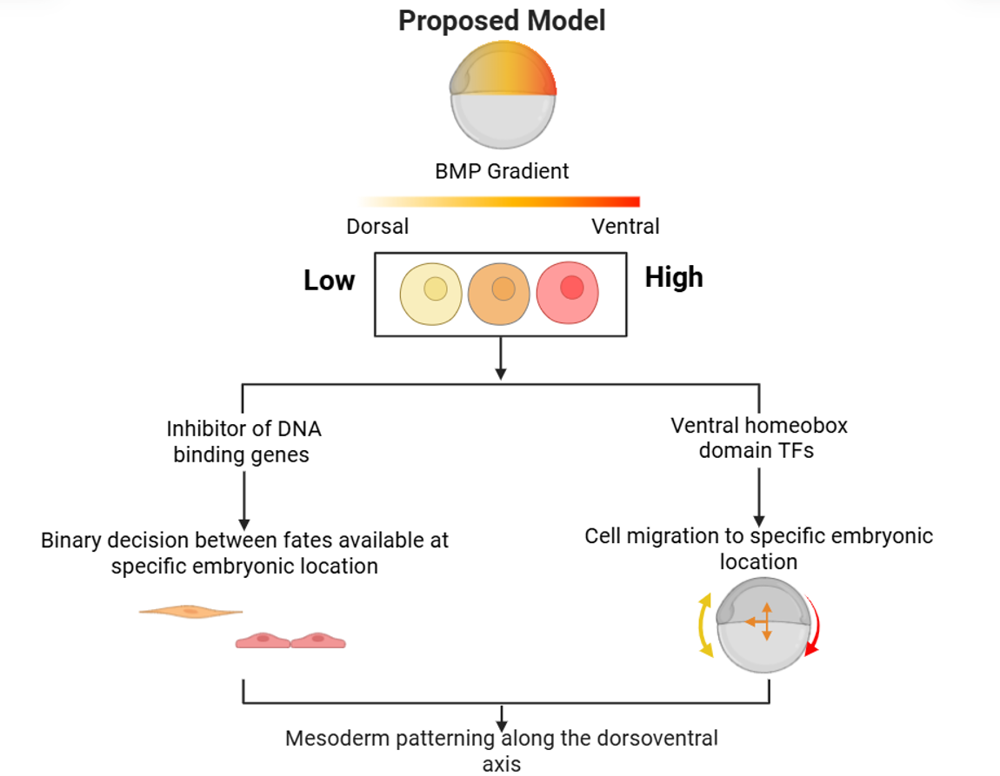 Proposed Model
BMP Gradient
Dorsal
Ventral
Low
High
Inhibitor of DNA
binding genes
Ventral homeobox
domain TFs
Binary decision between fates available at
specific embryonic location
Cell migration to specific embryonic
location
Mesoderm patterning along the dorsoventral
axis